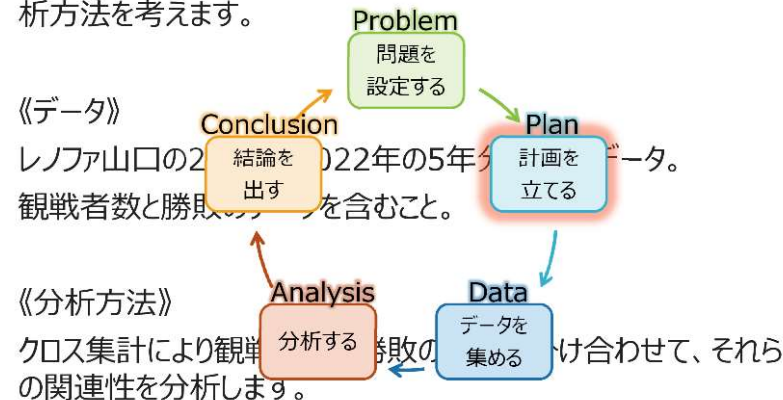 析方法を考えます。
Problem
問題を
設定する
《データ》
Conclusion
結論を
出す
Plan
計画を
立てる
レノファ山口の2 022年の5年分 データ。
観戦者数と勝敗の を含むこと。
《分析方法》
Analysis
分析する
Data
データを
集める
クロス集計により観戦 勝敗の け合わせて、それら
の関連性を分析します。